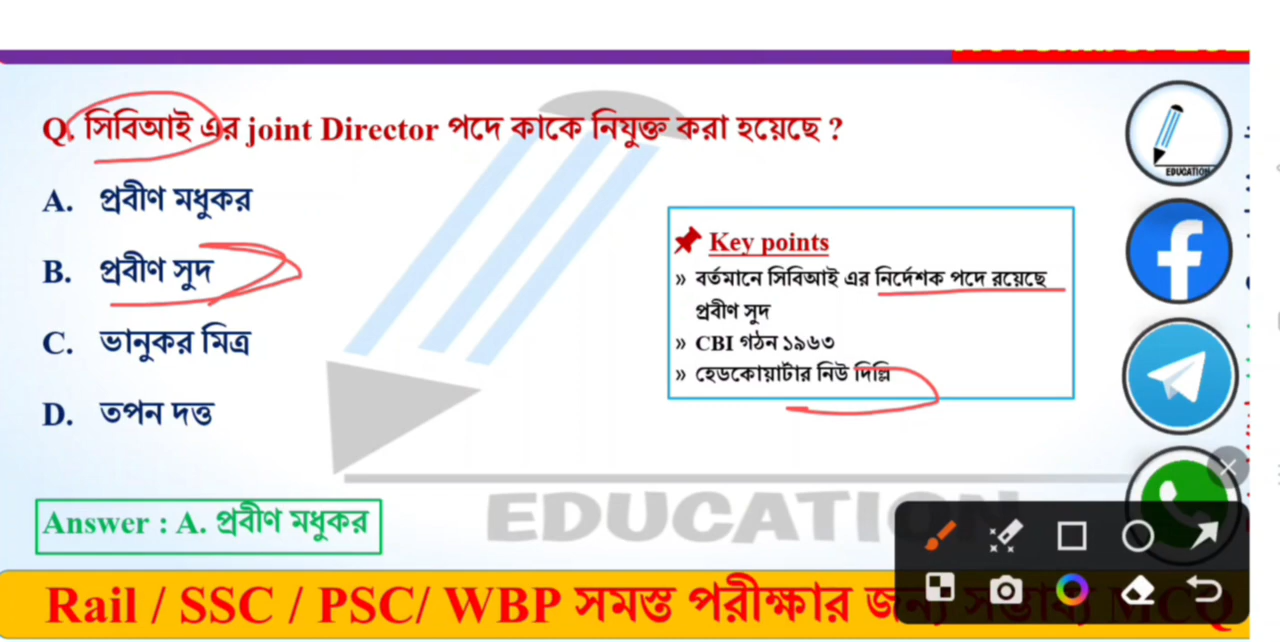 Q. সিবিআই এর joint Director পদে কাকে নিযুক্ত করা হয়েছে ?
A. প্রবীণ মধুকর
B. প্রবীণ সুদ
C. ভানুকর মিত্র
D. তপন দত্ত
Key points
» বর্তমানে সিবিআই এর নির্দেশক পদে রয়েছে
প্রবীণ সুদ
» CBI গঠন ১৯৬৩
» হেডকোয়ার্টার নিউ দিল্লি
Answer : A. প্রবীণ মধুকর
EDUCATION
EDUCATION
Rail / SSC / PSC/ WBP সমস্ত পরীক্ষার জন্য সম্ভাব্য MCQ